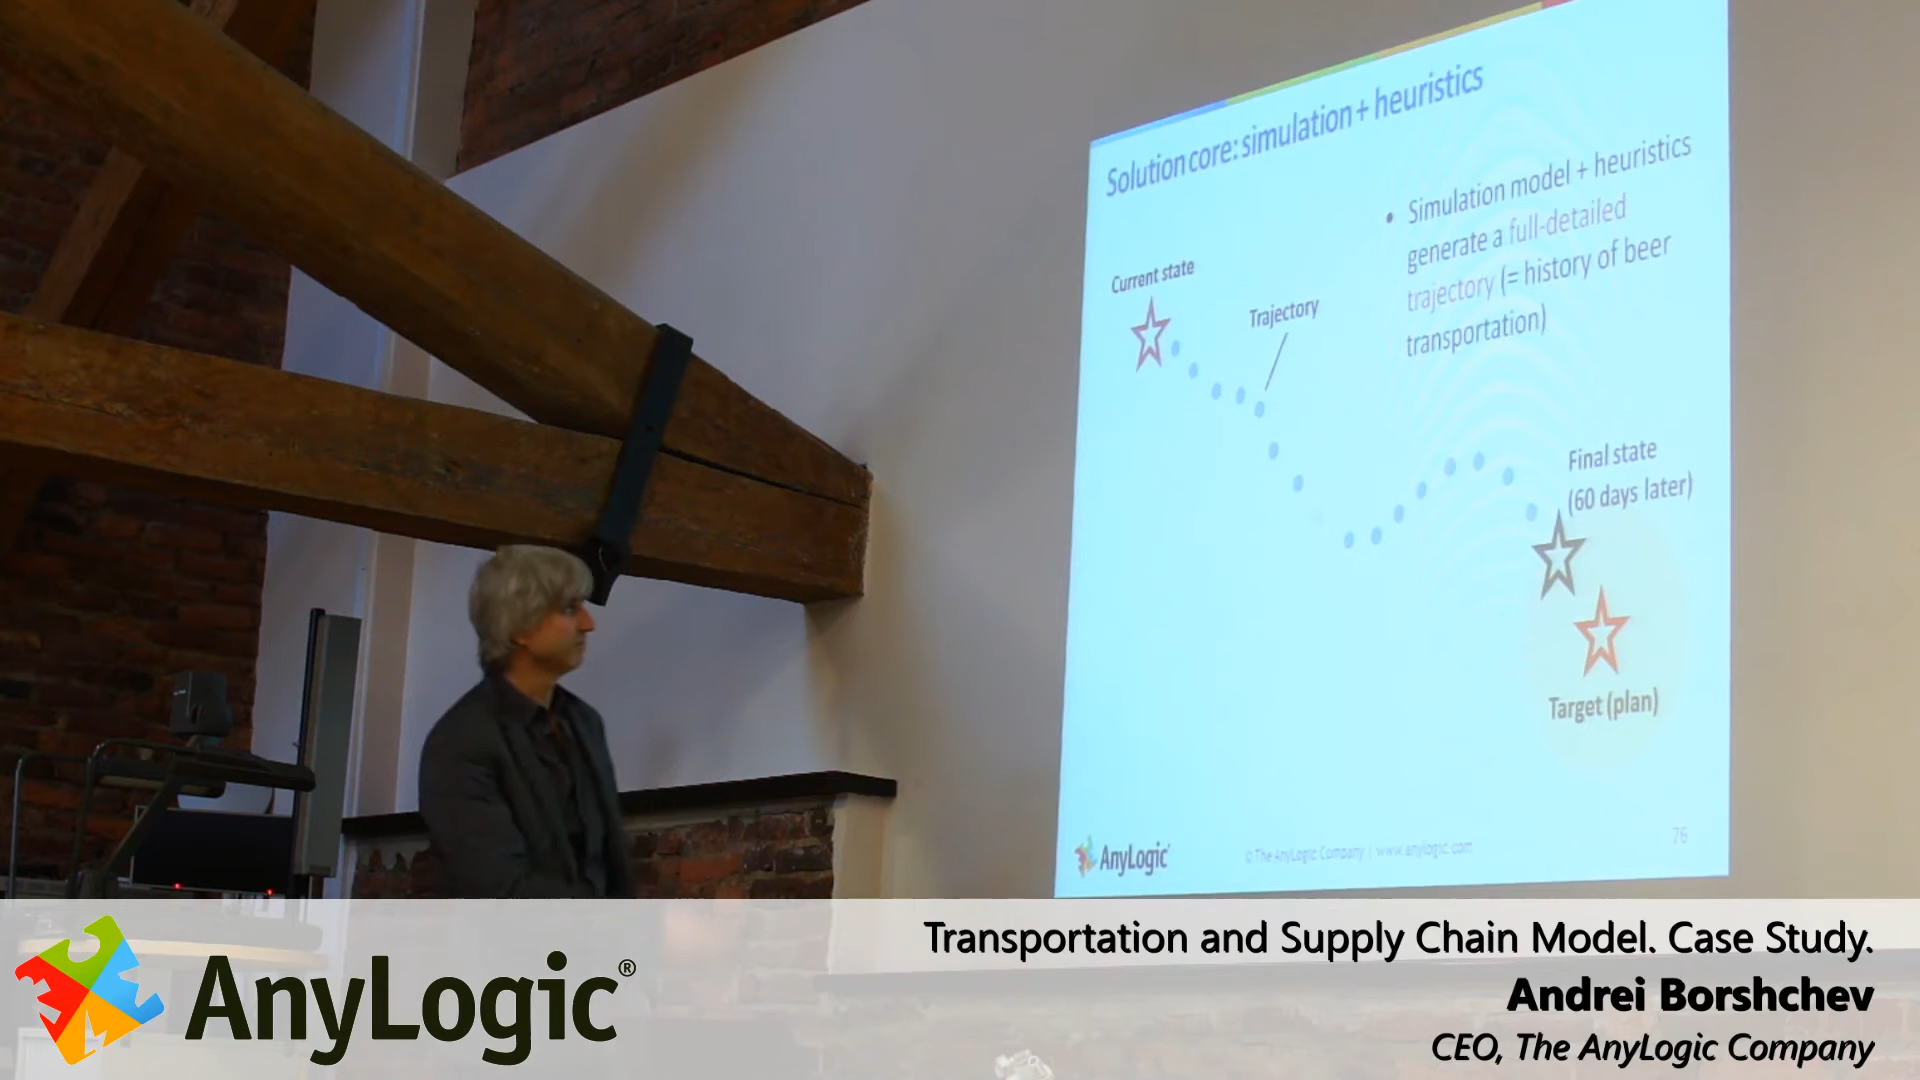 Solution core: simulation + heuristics
• Simulation model + heuristics
generate a full-detailed
trajectory (= history of beer
transportation)
Current state
Trajectory
Final state
(60 days later)
Target (plan)
AnyLogic
© The AnyLogic Company | www.anylogic.com
76
AnyLogic®
Transportation and Supply Chain Model. Case Study.
Andrei Borshchev
CEO, The AnyLogic Company